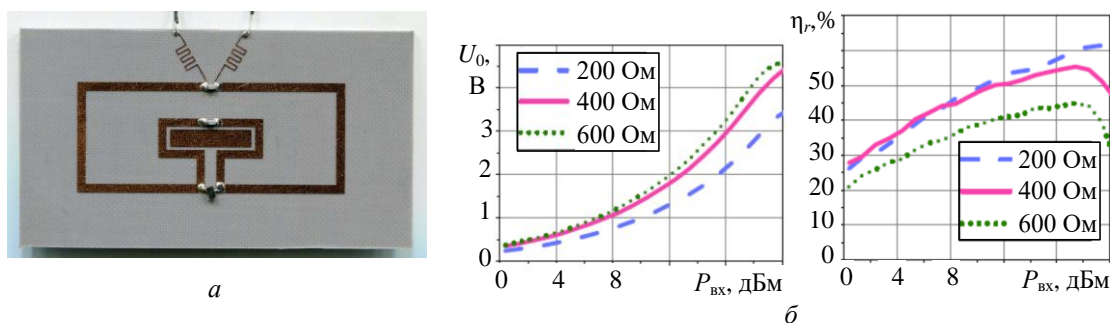 U₀,
В
200 Ом
400 Ом
600 Ом
3
2
1
0
0 4 8 Pвх, дБм
ηᵣ,%
50
40
30
20
10
0
200 Ом
400 Ом
600 Ом
0 4 8 Pвх, дБм
а
б